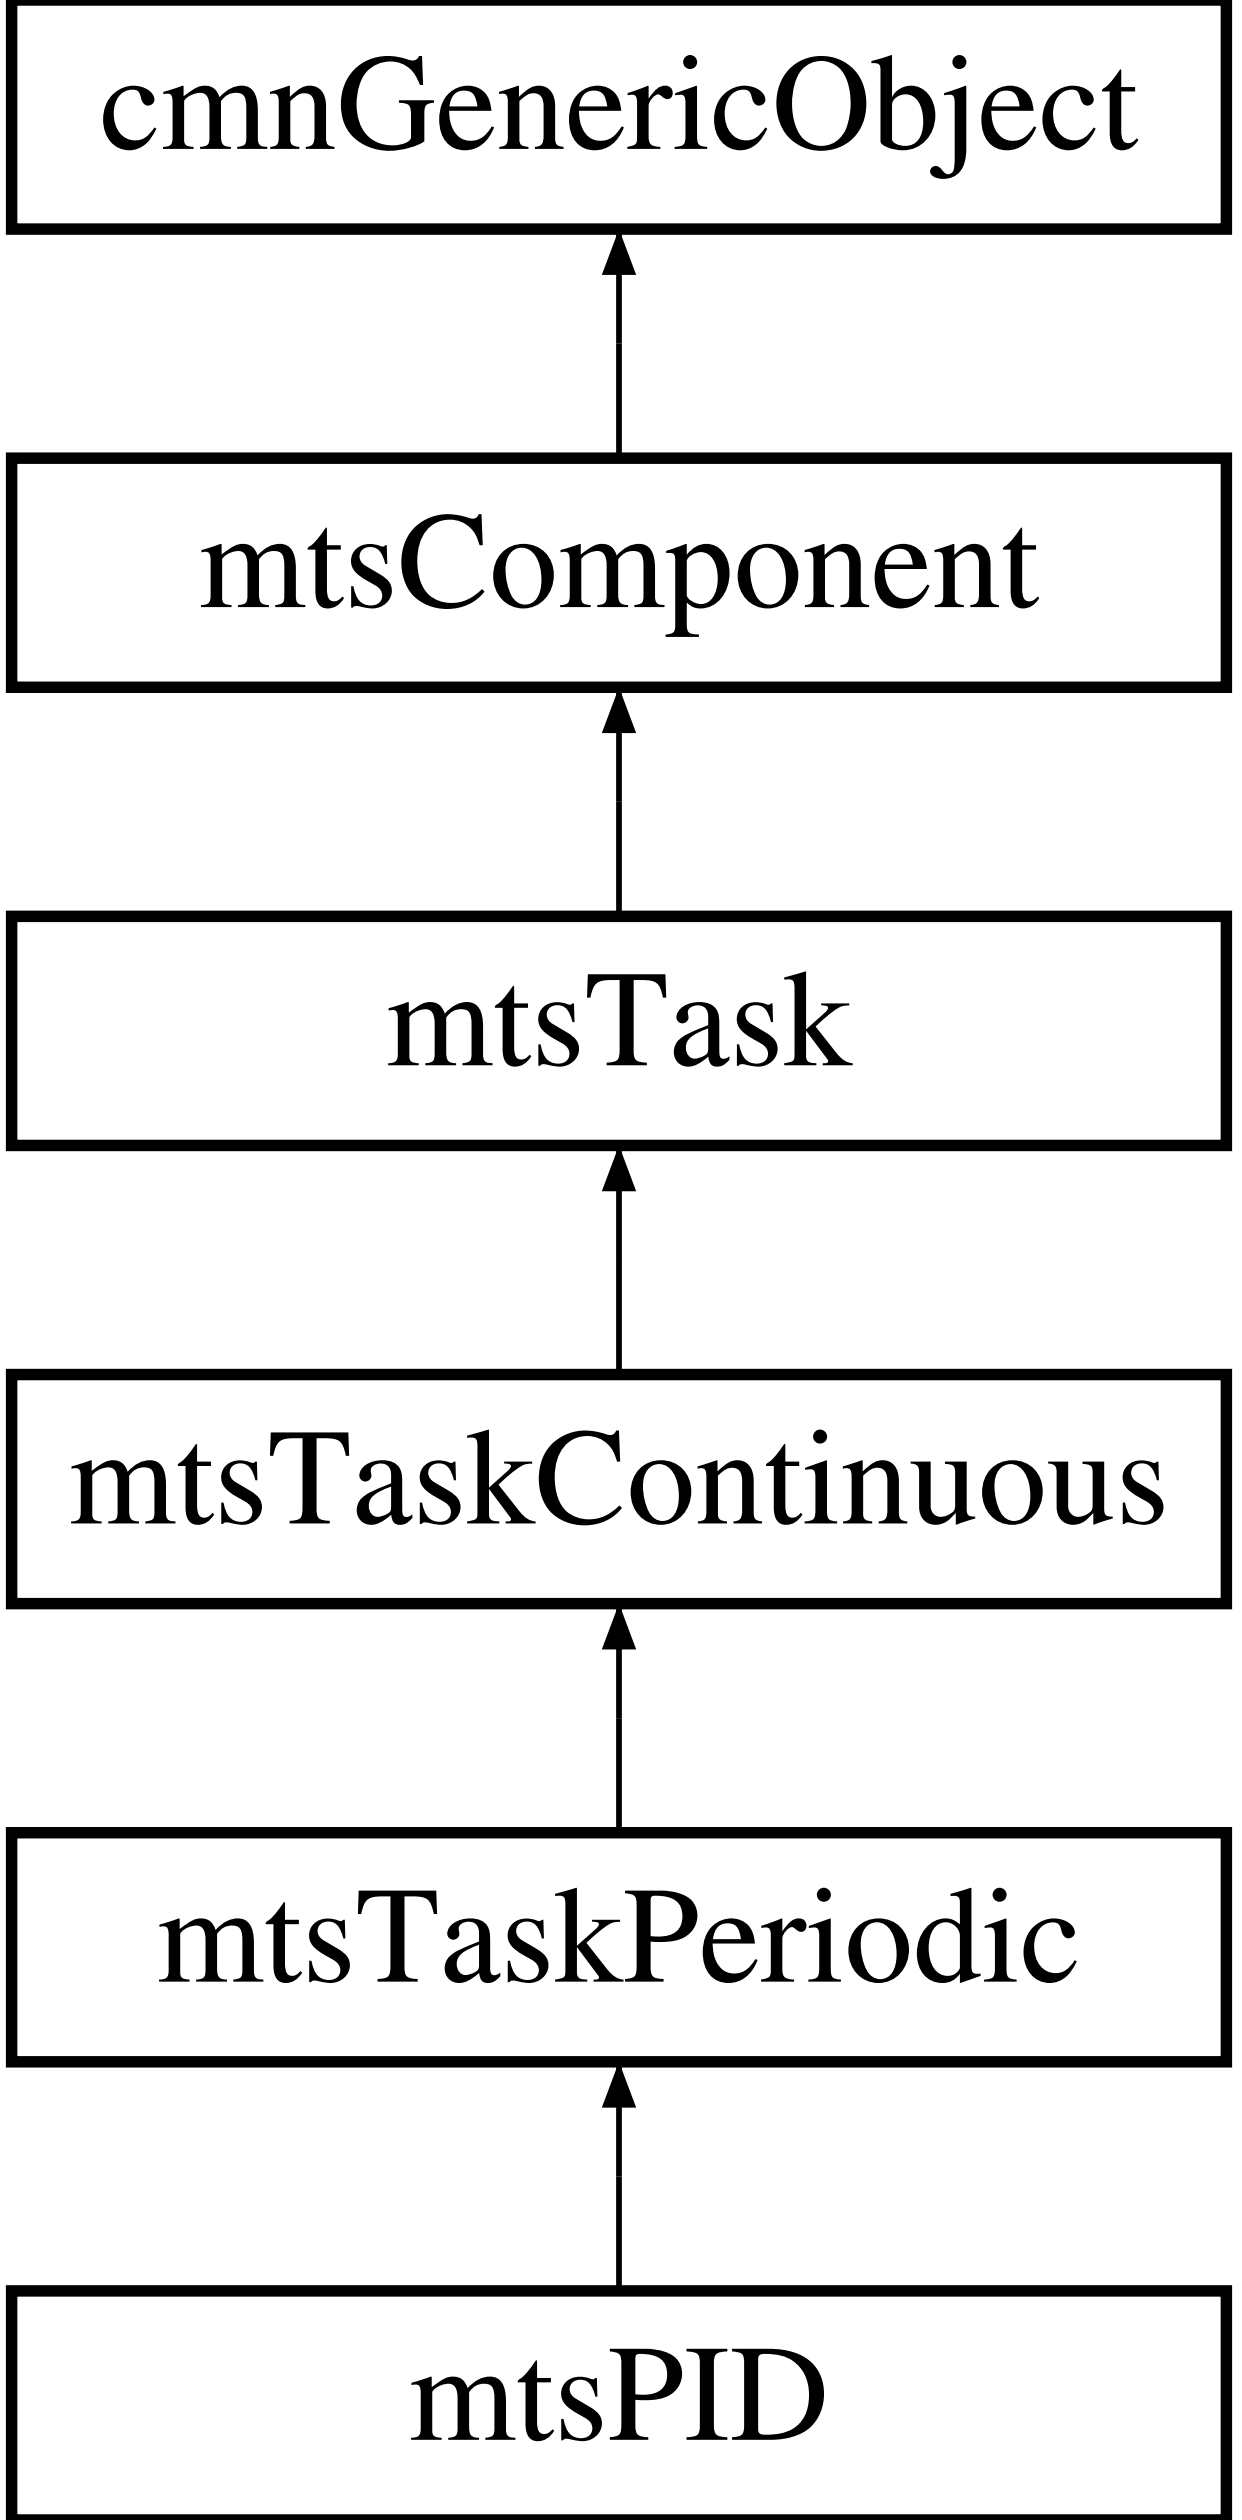 cmnGenericObject
mtsComponent
mtsTask
mtsTaskContinuous
mtsTaskPeriodic
mtsPID